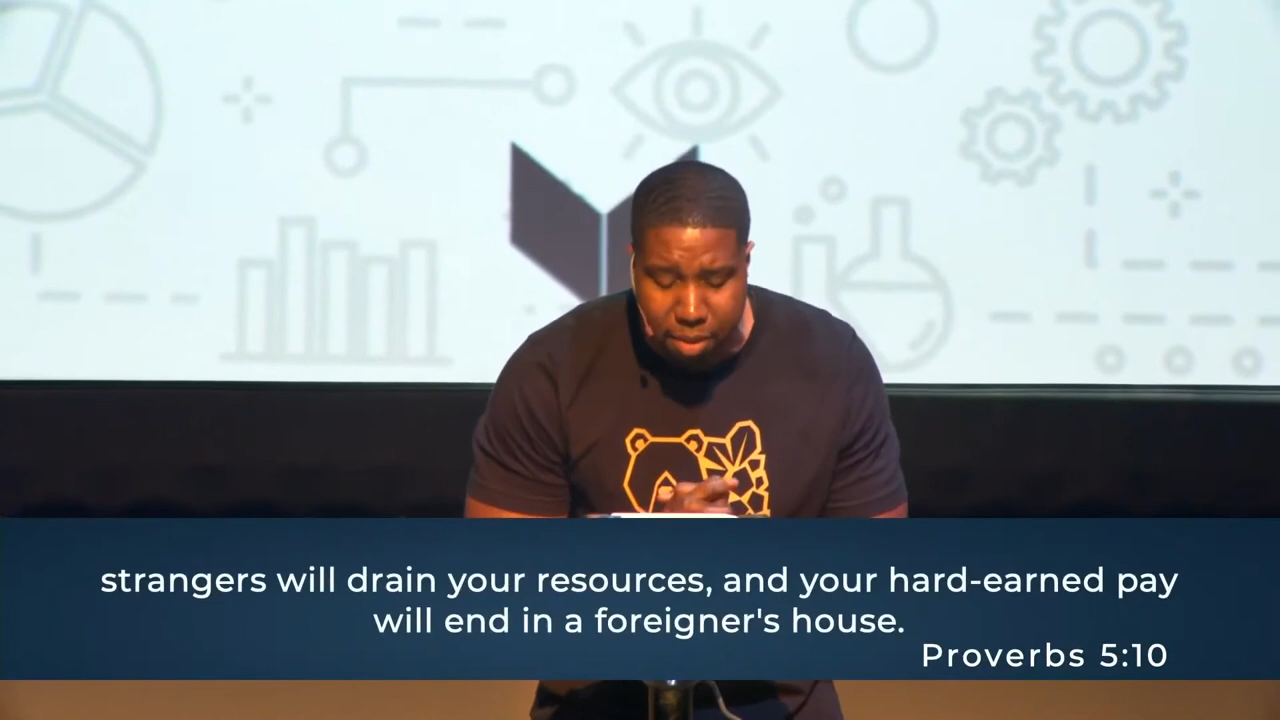 strangers will drain your resources, and your hard-earned pay
will end in a foreigner's house.
Proverbs 5:10